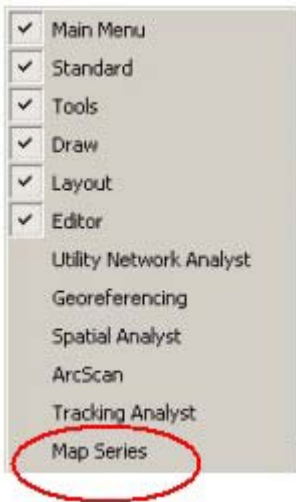 Main Menu
Standard
Tools
Draw
Layout
Editor
Utility Network Analyst
Georeferencing
Spatial Analyst
ArcScan
Tracking Analyst
Map Series